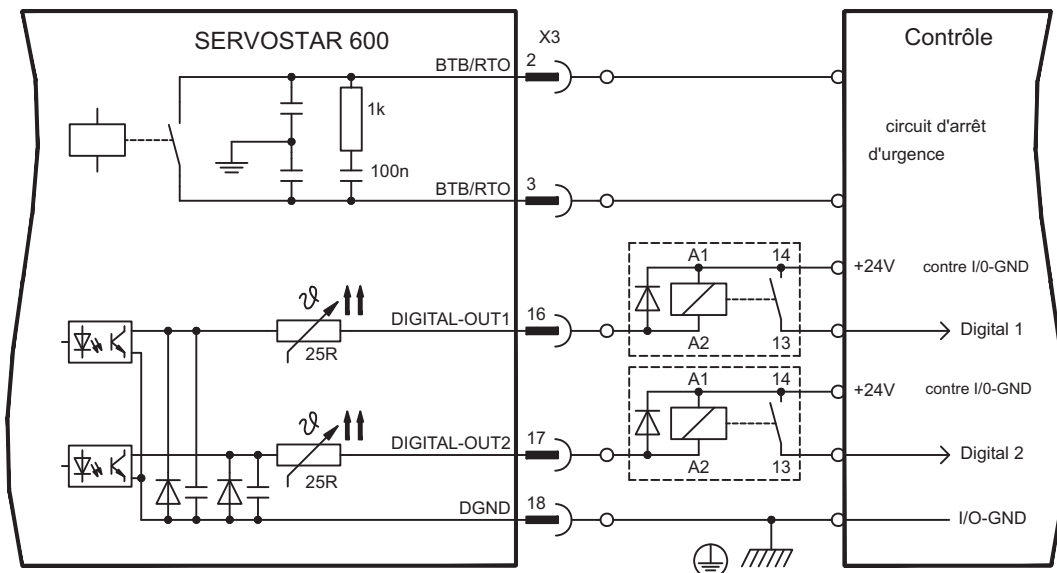 SERVOSTAR 600
X3
Contrôle
BTB/RTO
2
1k
circuit d'arrêt
d'urgence
100n
BTB/RTO
3
A1
14
+24V
contre I/0-GND
ϑ
DIGITAL-OUT1
16
Digital 1
25R
A2
13
A1
14
+24V
contre I/0-GND
ϑ
DIGITAL-OUT2
17
Digital 2
25R
A2
13
DGND
18
I/O-GND